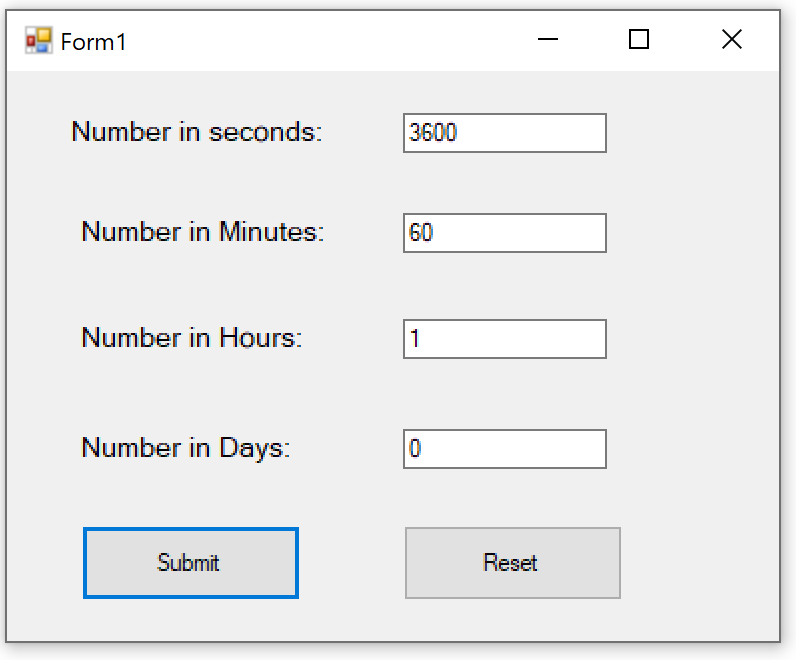 Form1
Number in seconds: 3600
Number in Minutes: 60
Number in Hours: 1
Number in Days: 0
Submit Reset